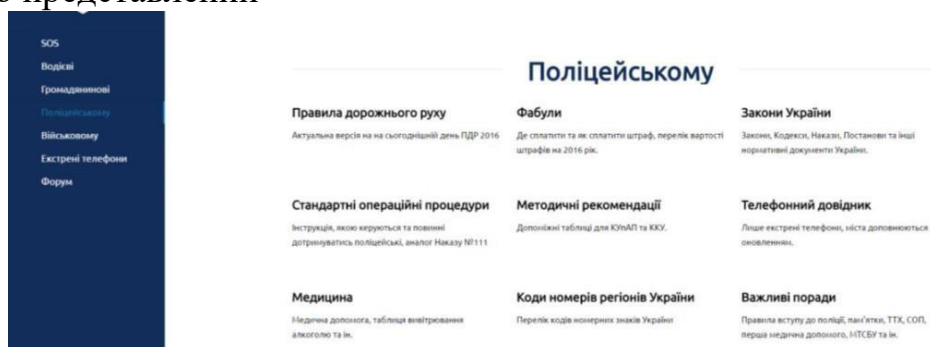 представлений
SOS
Водієві
Громадянинові
Поліцейському
Військовому
Екстрені телефони
Форум
Поліцейському
Правила дорожнього руху
Актуальна версія на на сьогоднішній день ПДР 2016
Фабули
Де сплатити та як сплатити штраф, перелік вартості
штрафів на 2016 рік.
Закони України
Закони, Кодекси, Накази, Постанови та інші
нормативні документи України.
Стандартні операційні процедури
Інструкція, якою керуються та повинні
дотримуватись поліцейські, аналог Наказу №111
Методичні рекомендації
Допоміжні таблиці для КУпАП та ККУ.
Телефонний довідник
Лише екстрені телефони, міста доповнюються
оновленням.
Медицина
Медична допомога, таблиця вивітрювання
алкоголю та ін.
Коди номерів регіонів України
Перелік кодів номерних знаків України
Важливі поради
Правила вступу до поліції, пам'ятки, ТТХ, СОП,
перша медична допомого, МТСБУ та ін.